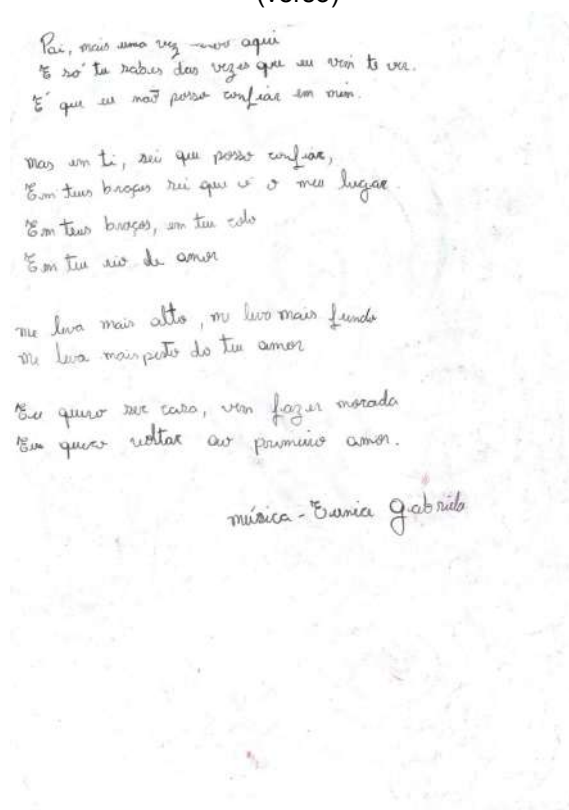 (verso)
Pai, mais uma vez aqui
E só tu sabes das vezes que eu vim te ver.
E que eu não posso confiar em mim.
mas em ti, sei que posso confiar,
Em teus braços sei que é o meu lugar.
Em teus braços, em teu colo
Em teu rio de amor
me leva mais alto, me leva mais fundo
me leva mais perto do teu amor
Eu quero ser casa, vem fazer morada
Eu quero voltar ao primeiro amor.
música - Eunice Gabriela